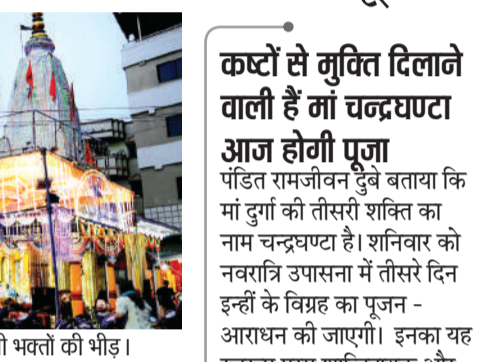 कष्टों से मुक्ति दिलाने
वाली हैं मां चन्द्रघण्टा
आज होगी पूजा
पंडित रामजीवन दुबे बताया कि
मां दुर्गा की तीसरी शक्ति का
नाम चन्द्रघण्टा है। शनिवार को
नवरात्रि उपासना में तीसरे दिन
इन्हीं के विग्रह का पूजन -
आराधन की जाएगी। इनका यह
भक्तों की भीड़।